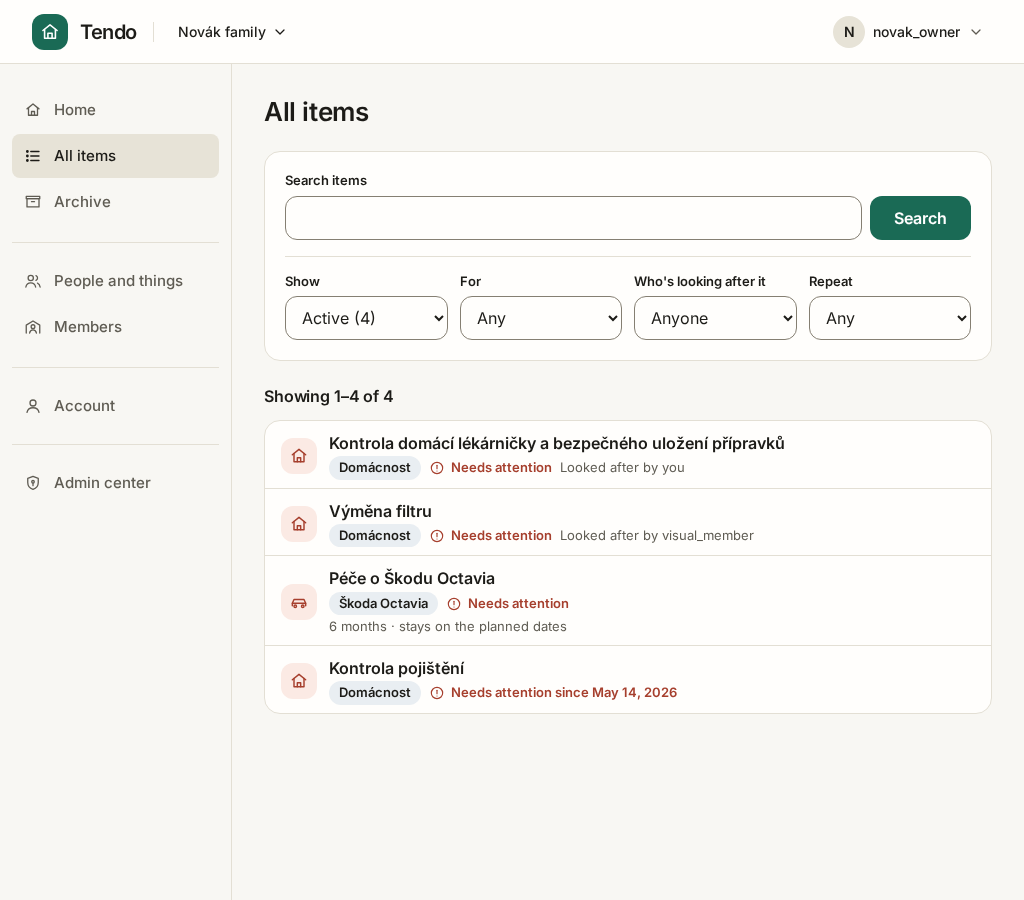 Tendo
Novák family
N
novak_owner
Home
All items
Archive
People and things
Members
Account
Admin center
All items
Search items
Search
Show
For
Who's looking after it
Repeat
Active (4)
Any
Anyone
Any
Showing 1–4 of 4
Kontrola domácí lékárničky a bezpečného uložení přípravků
Domácnost Needs attention Looked after by you
Výměna filtru
Domácnost Needs attention Looked after by visual_member
Péče o Škodu Octavia
Škoda Octavia Needs attention
6 months · stays on the planned dates
Kontrola pojištění
Domácnost Needs attention since May 14, 2026